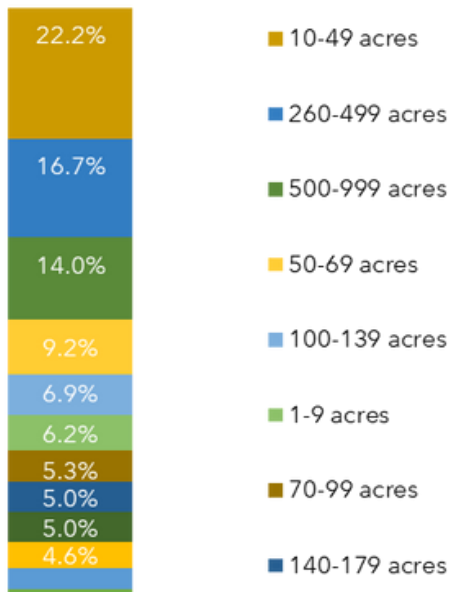 22.2%
16.7%
14.0%
9.2%
6.9%
6.2%
5.3%
5.0%
5.0%
4.6%
10-49 acres
260-499 acres
500-999 acres
50-69 acres
100-139 acres
1-9 acres
70-99 acres
140-179 acres